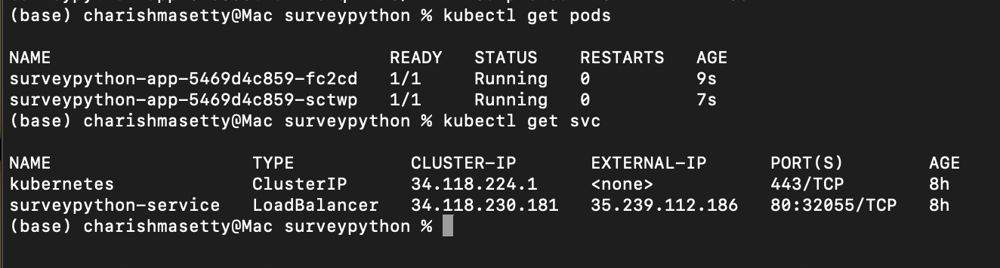 (base) charishmasetty@Mac surveypython % kubectl get pods
NAME READY STATUS RESTARTS AGE
surveypython-app-5469d4c859-fc2cd 1/1 Running 0 9s
surveypython-app-5469d4c859-sctwp 1/1 Running 0 7s
(base) charishmasetty@Mac surveypython % kubectl get svc
NAME TYPE CLUSTER-IP EXTERNAL-IP PORT(S) AGE
kubernetes ClusterIP 34.118.224.1 <none> 443/TCP 8h
surveypython-service LoadBalancer 34.118.230.181 35.239.112.186 80:32055/TCP 8h
(base) charishmasetty@Mac surveypython %